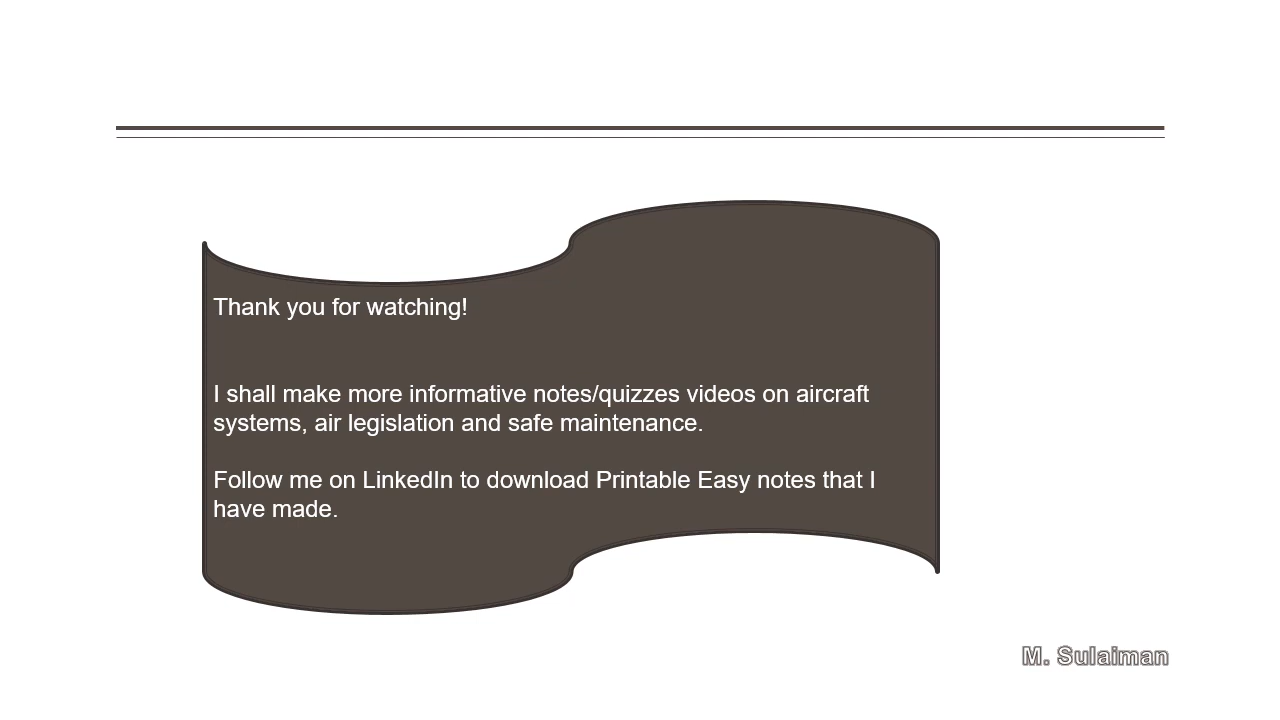 Thank you for watching!
I shall make more informative notes/quizzes videos on aircraft
systems, air legislation and safe maintenance.
Follow me on LinkedIn to download Printable Easy notes that I
have made.
M. Sulaiman